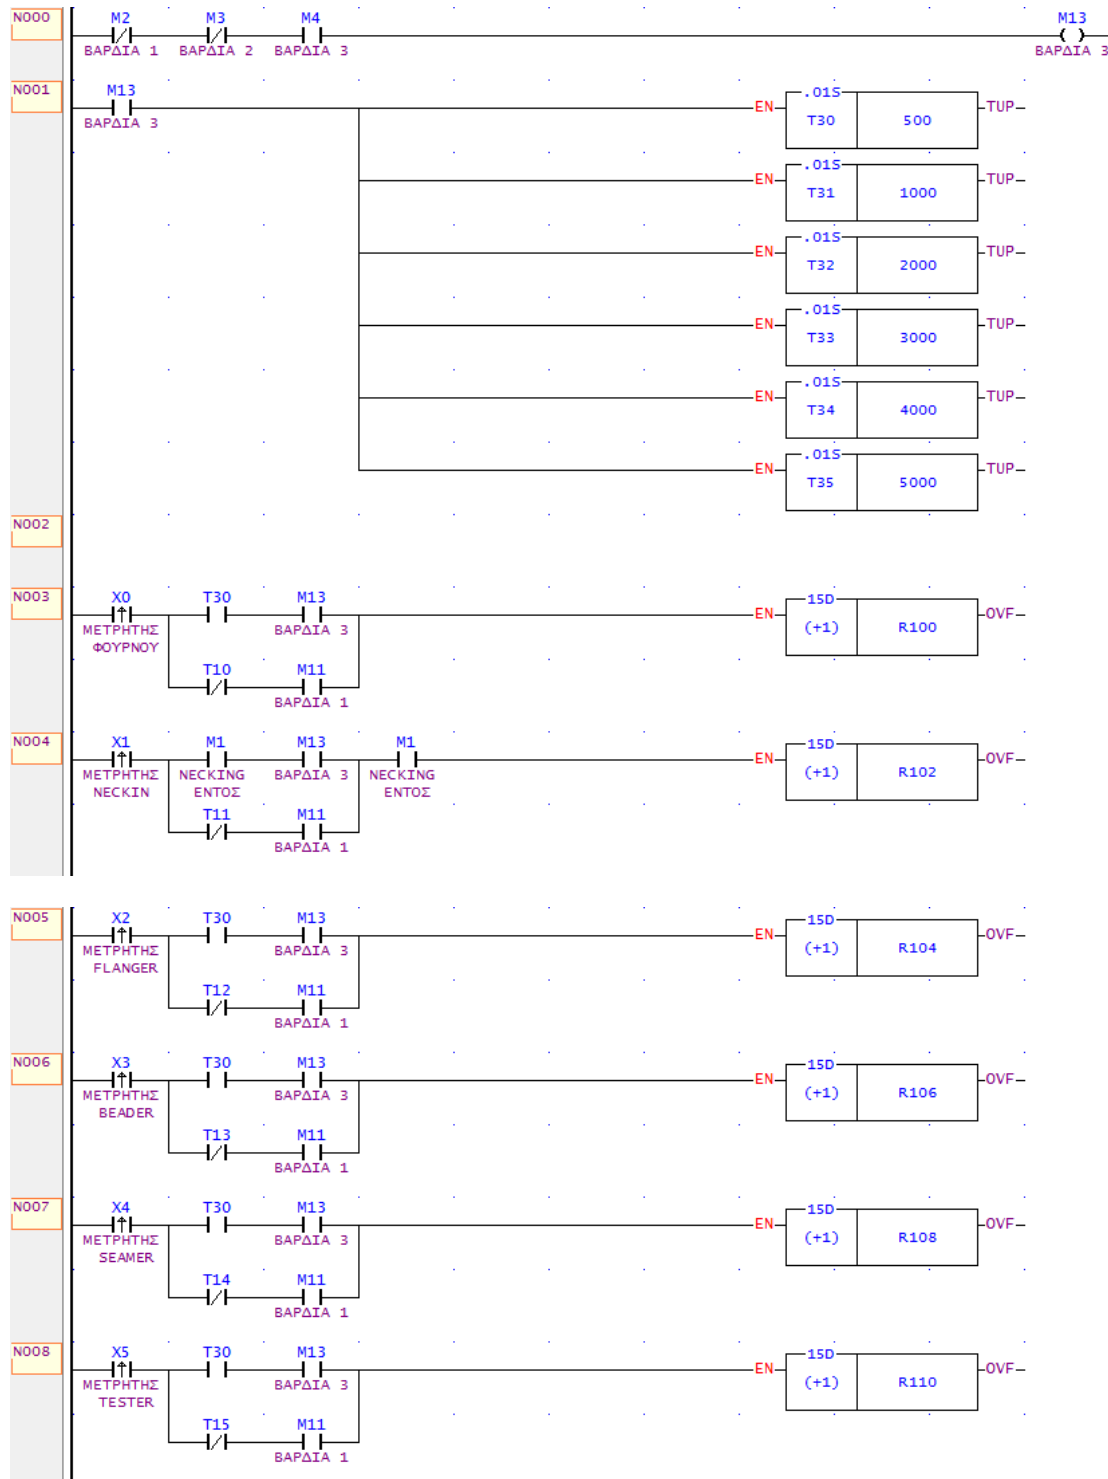 N000 M2 M3 M4 M13
ΒΑΡΔΙΑ 1 ΒΑΡΔΙΑ 2 ΒΑΡΔΙΑ 3 ΒΑΡΔΙΑ 3
N001 M13 .01S
EN T30 500 TUP
ΒΑΡΔΙΑ 3
.01S
EN T31 1000 TUP
.01S
EN T32 2000 TUP
.01S
EN T33 3000 TUP
.01S
EN T34 4000 TUP
.01S
EN T35 5000 TUP
N002
N003 X0 T30 M13 15D
EN (+1) R100 OVF
ΜΕΤΡΗΤΗΣ ΒΑΡΔΙΑ 3
ΦΟΥΡΝΟΥ
T10 M11
ΒΑΡΔΙΑ 1
N004 X1 M1 M13 M1 15D
EN (+1) R102 OVF
ΜΕΤΡΗΤΗΣ NECKING ΒΑΡΔΙΑ 3 NECKING
NECKIN ΕΝΤΟΣ ΕΝΤΟΣ
T11 M11
ΒΑΡΔΙΑ 1
N005 X2 T30 M13 15D
EN (+1) R104 OVF
ΜΕΤΡΗΤΗΣ ΒΑΡΔΙΑ 3
FLANGER
T12 M11
ΒΑΡΔΙΑ 1
N006 X3 T30 M13 15D
EN (+1) R106 OVF
ΜΕΤΡΗΤΗΣ ΒΑΡΔΙΑ 3
BEADER
T13 M11
ΒΑΡΔΙΑ 1
N007 X4 T30 M13 15D
EN (+1) R108 OVF
ΜΕΤΡΗΤΗΣ ΒΑΡΔΙΑ 3
SEAMER
T14 M11
ΒΑΡΔΙΑ 1
N008 X5 T30 M13 15D
EN (+1) R110 OVF
ΜΕΤΡΗΤΗΣ ΒΑΡΔΙΑ 3
TESTER
T15 M11
ΒΑΡΔΙΑ 1